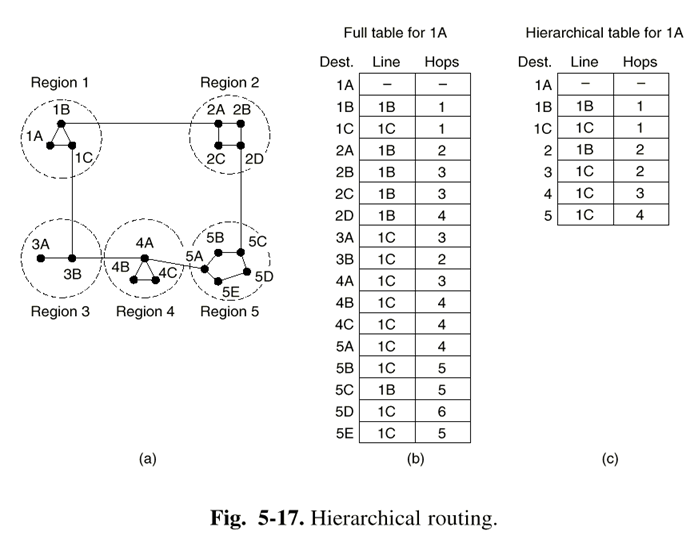 Full table for 1A
Hierarchical table for 1A
Dest. Line Hops
Dest. Line Hops
Region 1
Region 2
1B
1A
1C
2A 2B
2C 2D
3A
3B
4A
4B
4C
5A
5B
5C
5D
5E
Region 3
Region 4
Region 5
1A – –
1B 1B 1
1C 1C 1
2A 1B 2
2B 1B 3
2C 1B 3
2D 1B 4
3A 1C 3
3B 1C 2
4A 1C 3
4B 1C 4
4C 1C 4
5A 1C 4
5B 1C 5
5C 1B 5
5D 1C 6
5E 1C 5
1A – –
1B 1B 1
1C 1C 1
2 1B 2
3 1C 2
4 1C 3
5 1C 4
(a)
(b)
(c)
Fig. 5-17. Hierarchical routing.